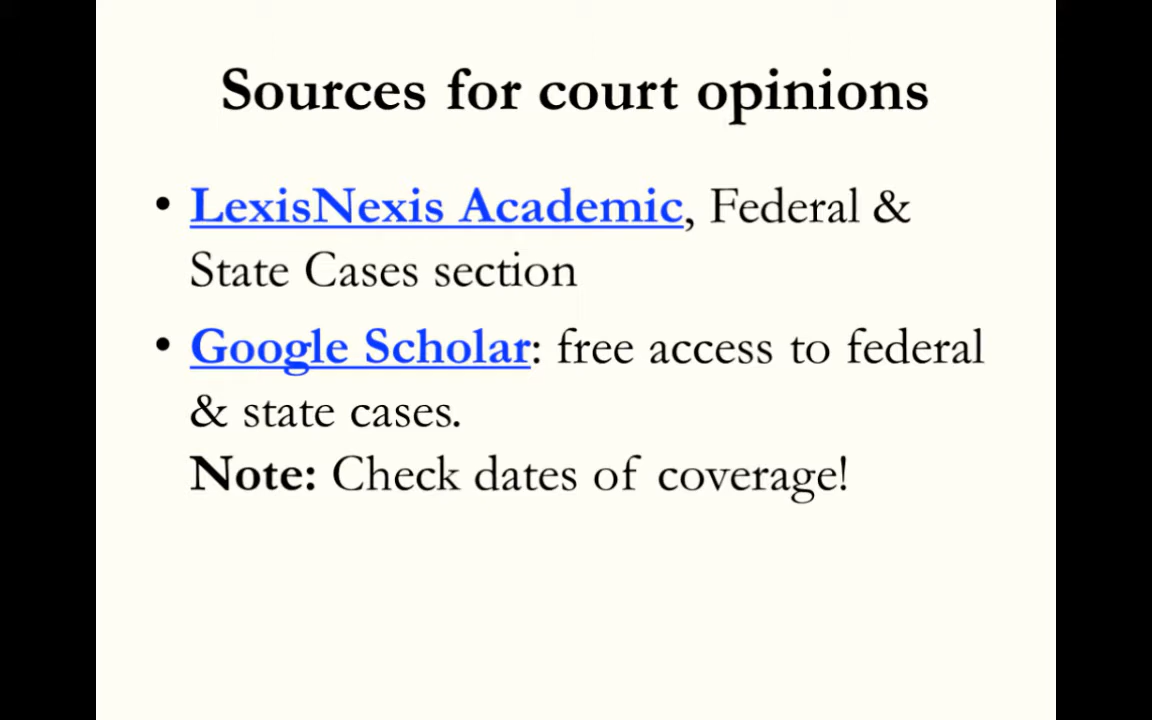 Sources for court opinions
• LexisNexis Academic, Federal &
State Cases section
• Google Scholar: free access to federal
& state cases.
Note: Check dates of coverage!